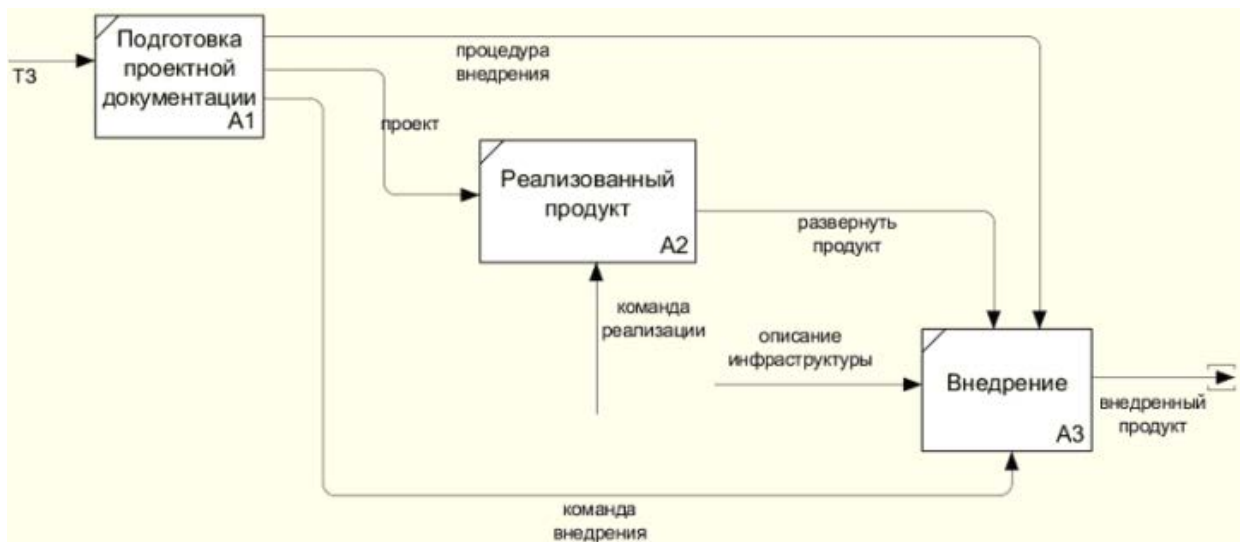 ТЗ
Подготовка
проектной
документации
A1
процедура
внедрения
проект
Реализованный
продукт
A2
развернуть
продукт
команда
реализации
описание
инфраструктуры
Внедрение
A3
внедренный
продукт
команда
внедрения